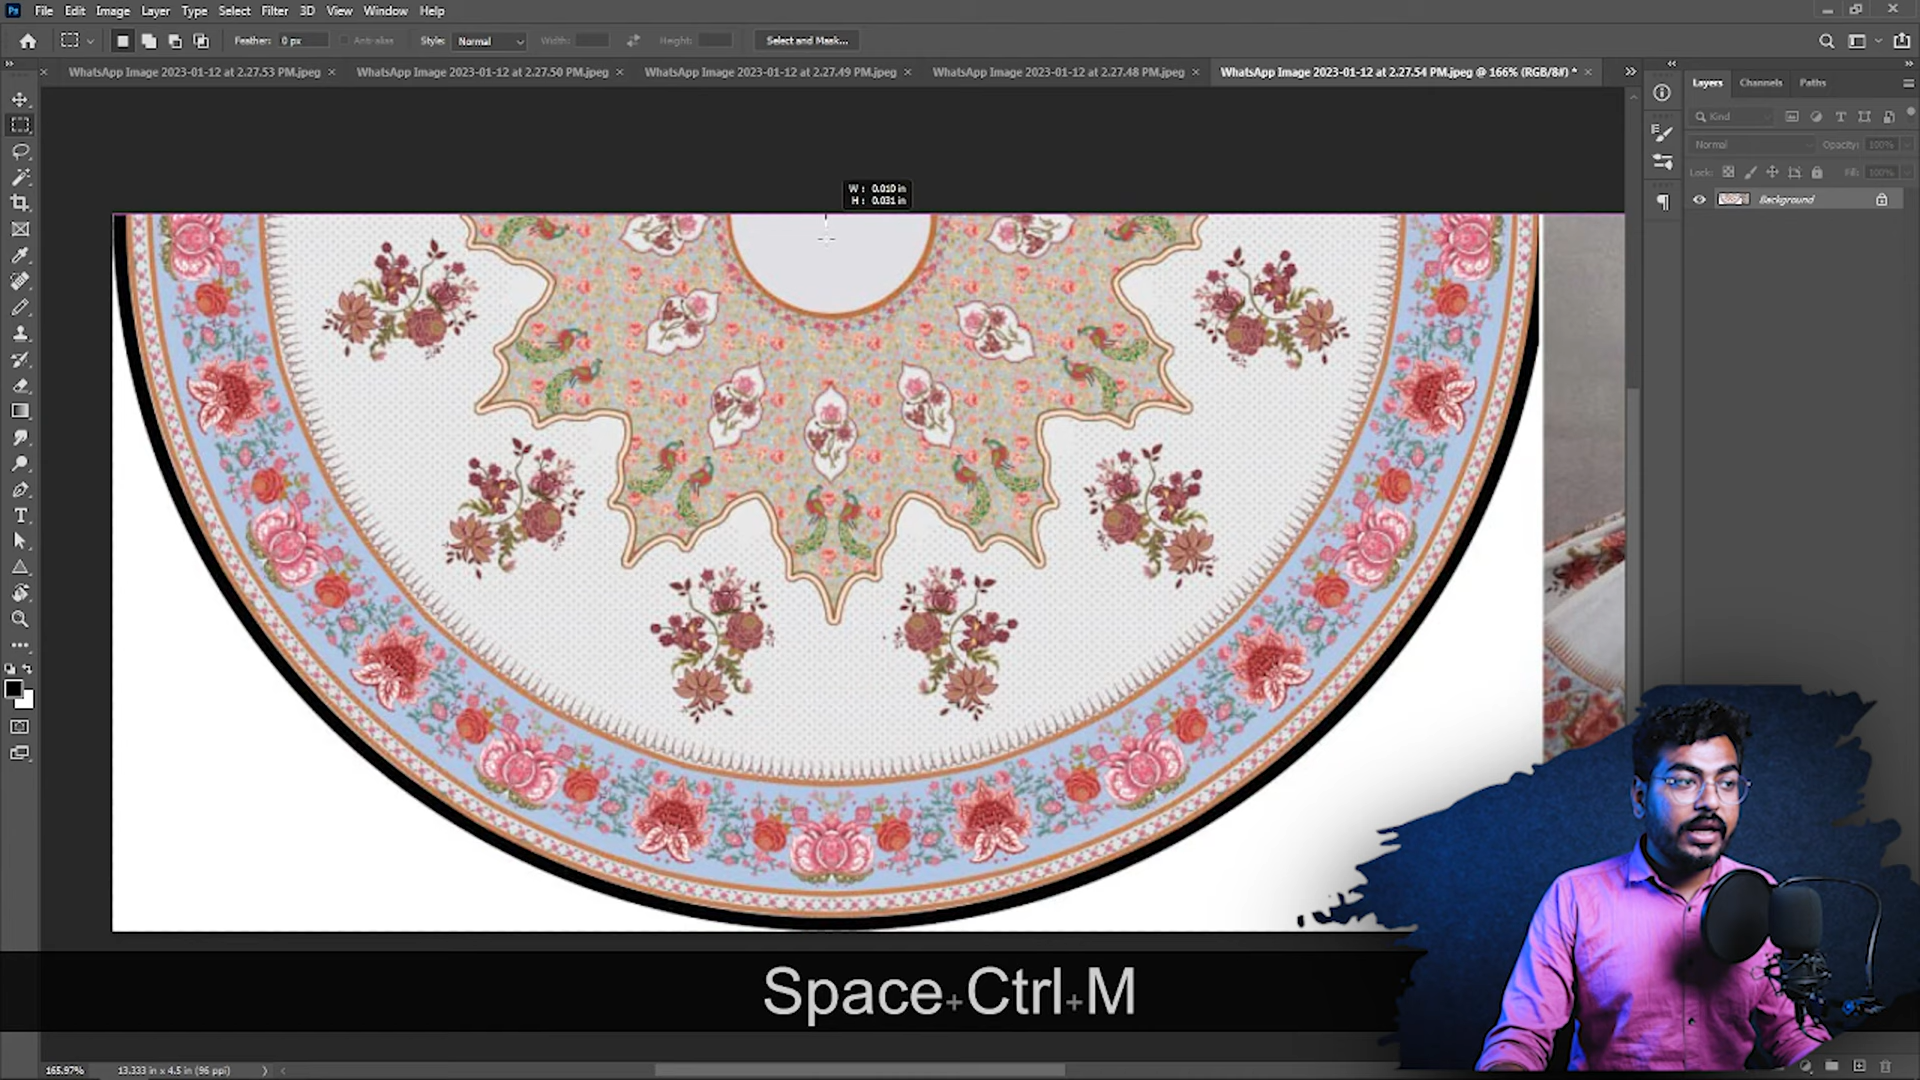 Ps File Edit Image Layer Type Select Filter 3D View Window Help
Feather: 0 px Anti-alias Style: Normal Width: Height: Select and Mask...
WhatsApp Image 2023-01-12 at 2.27.53 PM.jpeg × WhatsApp Image 2023-01-12 at 2.27.50 PM.jpeg × WhatsApp Image 2023-01-12 at 2.27.49 PM.jpeg × WhatsApp Image 2023-01-12 at 2.27.48 PM.jpeg × WhatsApp Image 2023-01-12 at 2.27.54 PM.jpeg @ 166% (RGB/8#) * ×
Layers Channels Paths
Kind
Normal Opacity: 100%
Lock: Fill: 100%
Background
W : 0.010 in
H : 0.031 in
Space+Ctrl+M
165.97% 13.333 in x 4.5 in (96 ppi)